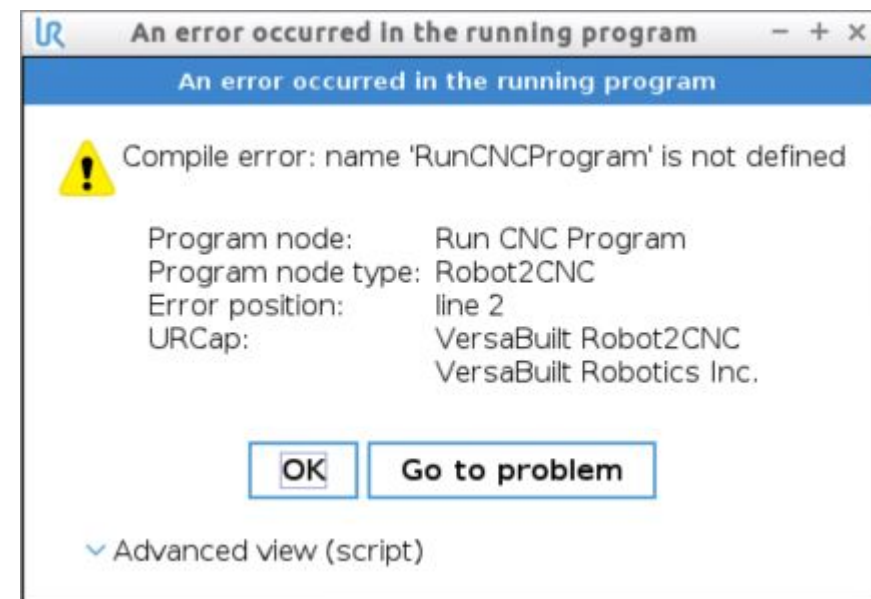 UR An error occurred in the running program
An error occurred in the running program
Compile error: name 'RunCNCProgram' is not defined
Program node: Run CNC Program
Program node type: Robot2CNC
Error position: line 2
URCap: VersaBuilt Robot2CNC
VersaBuilt Robotics Inc.
OK Go to problem
Advanced view (script)